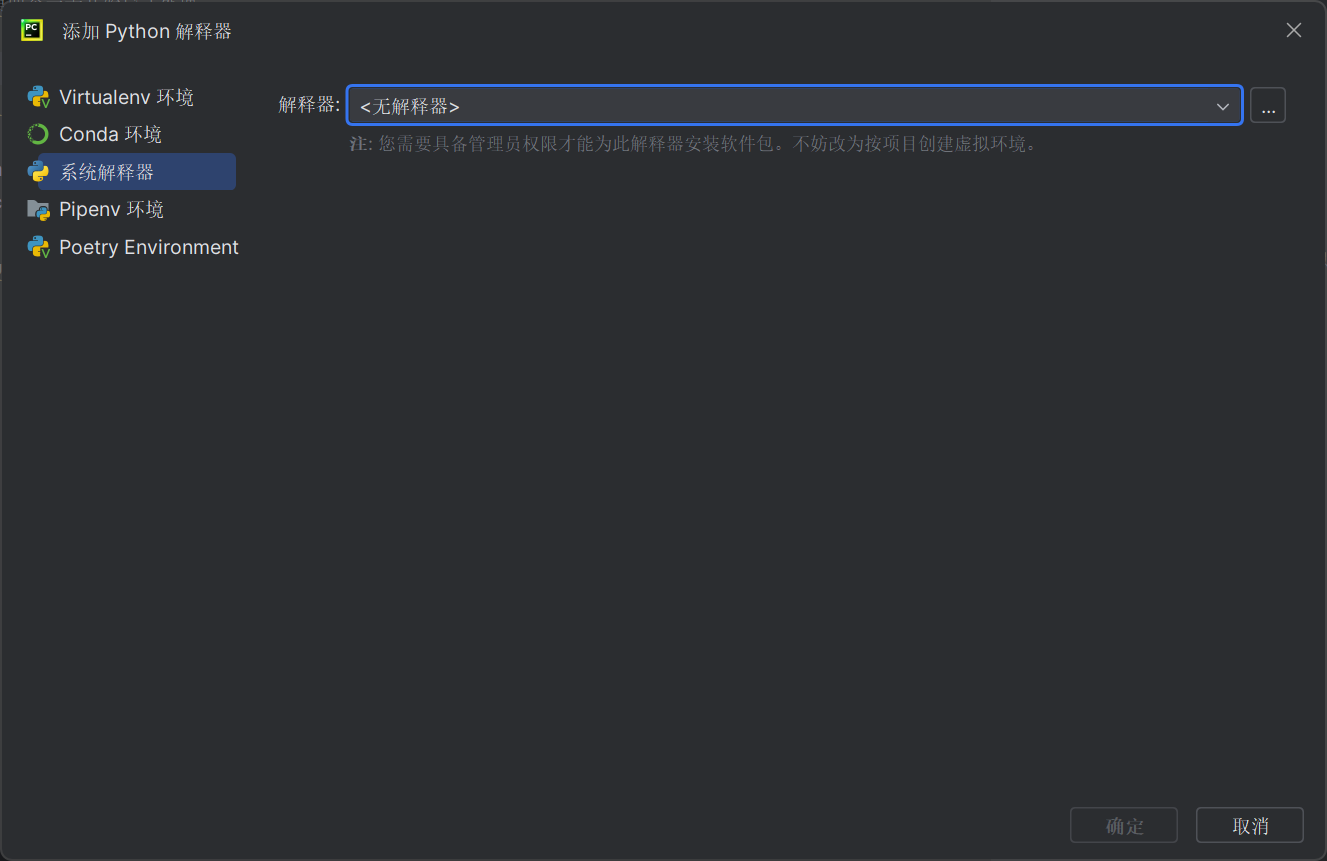 PC
添加 Python 解释器
Virtualenv 环境
Conda 环境
系统解释器
Pipenv 环境
Poetry Environment
解释器: <无解释器> ...
注: 您需要具备管理员权限才能为此解释器安装软件包。不妨改为按项目创建虚拟环境。
确定 取消